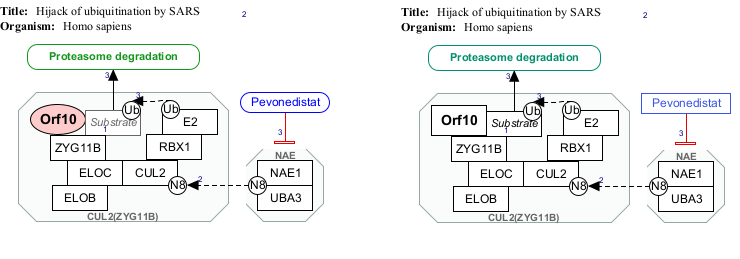 Title: Hijack of ubiquitination by SARS 2
Organism: Homo sapiens
Proteasome degradation
3
Pevonedistat
3
Ub
Ub
Orf10
Substrate
E2
1
3
ZYG11B
RBX1
NAE
ELOC
CUL2
NAE1
N8
2
N8
ELOB
UBA3
CUL2(ZYG11B)
Title: Hijack of ubiquitination by SARS 2
Organism: Homo sapiens
Proteasome degradation
3
Pevonedistat
3
Ub
Ub
Orf10
Substrate
E2
1
3
ZYG11B
RBX1
NAE
ELOC
CUL2
NAE1
N8
2
N8
ELOB
UBA3
CUL2(ZYG11B)